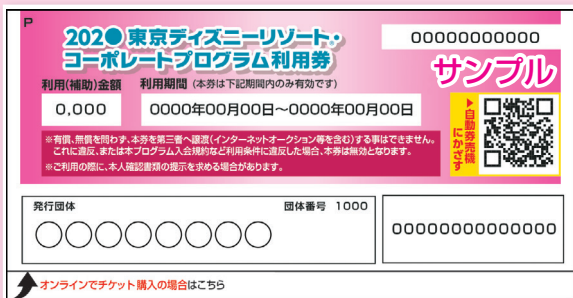 P
202● 東京ディズニーリゾート・
コーポレートプログラム利用券
00000000000
サンプル
利用(補助)金額
利用期間 (本券は下記期間内のみ有効です)
0,000
0000年00月00日〜0000年00月00日
▶自動券売機
にかざす
※有償、無償を問わず、本券を第三者へ譲渡(インターネットオークション等を含む)する事はできません。
これに違反、または本プログラム入会規約など利用条件に違反した場合、本券は無効となります。
※ご利用の際に、本人確認書類の提示を求める場合があります。
発行団体
団体番号 1000
○○○○○○○○
00000000000000
オンラインでチケット購入の場合はこちら